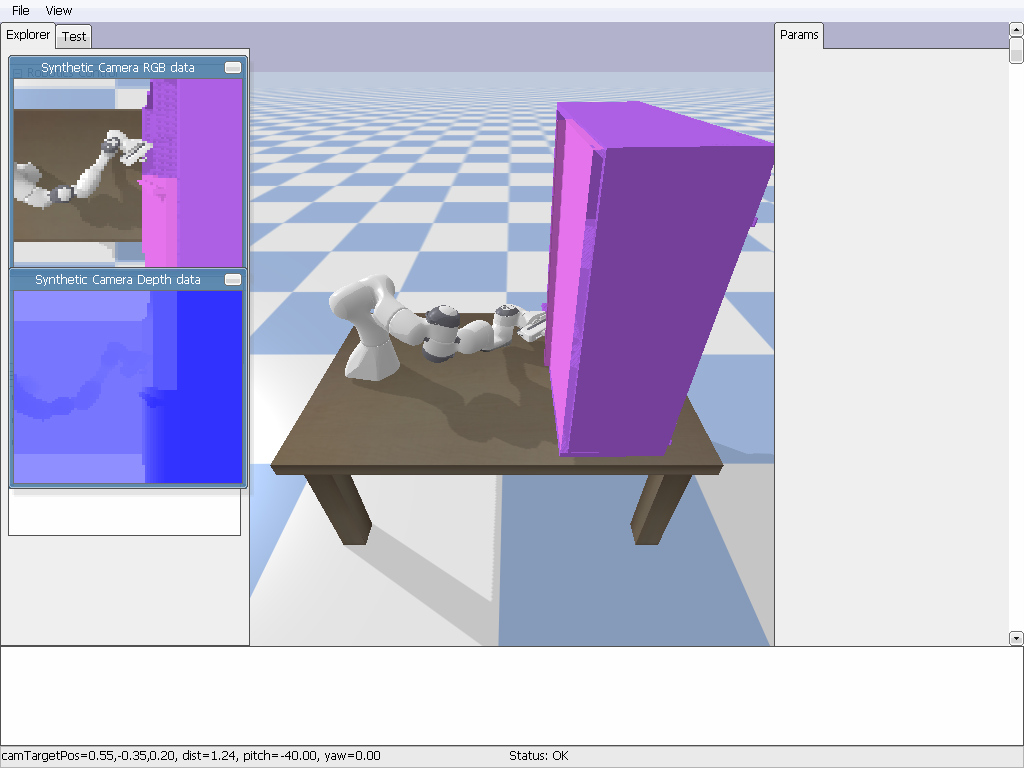 File View
Explorer Test
Params
Synthetic Camera RGB data
Synthetic Camera Depth data
camTargetPos=0.55,-0.35,0.20, dist=1.24, pitch=-40.00, yaw=0.00
Status: OK